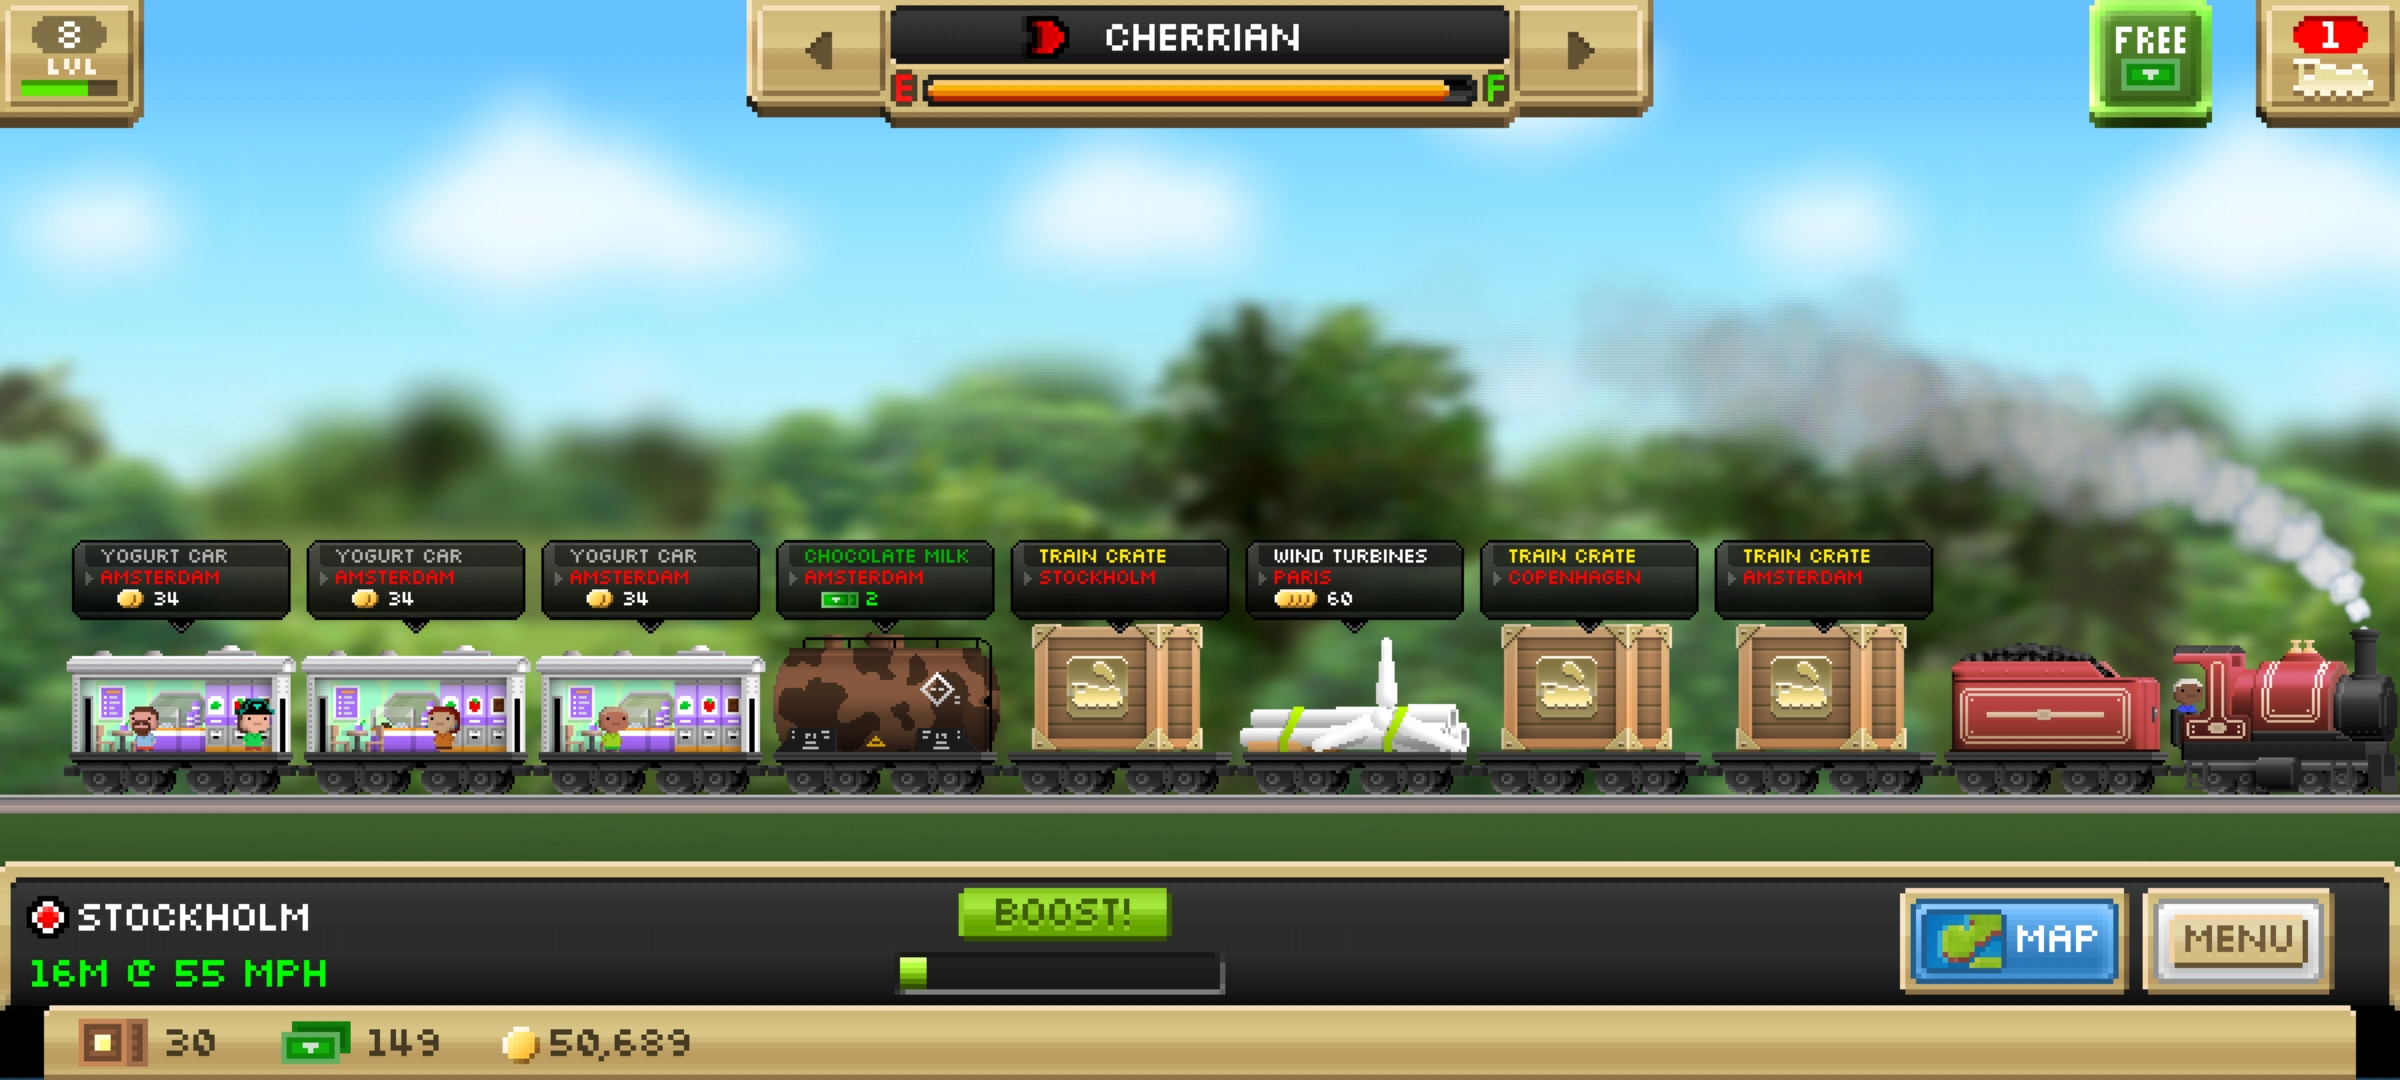 8
LVL
CHERRIAN
E F
FREE
1
YOGURT CAR
AMSTERDAM
34
YOGURT CAR
AMSTERDAM
34
YOGURT CAR
AMSTERDAM
34
CHOCOLATE MILK
AMSTERDAM
2
TRAIN CRATE
STOCKHOLM
WIND TURBINES
PARIS
60
TRAIN CRATE
COPENHAGEN
TRAIN CRATE
AMSTERDAM
STOCKHOLM
16M @ 55 MPH
BOOST!
MAP
MENU
30
149
50,689